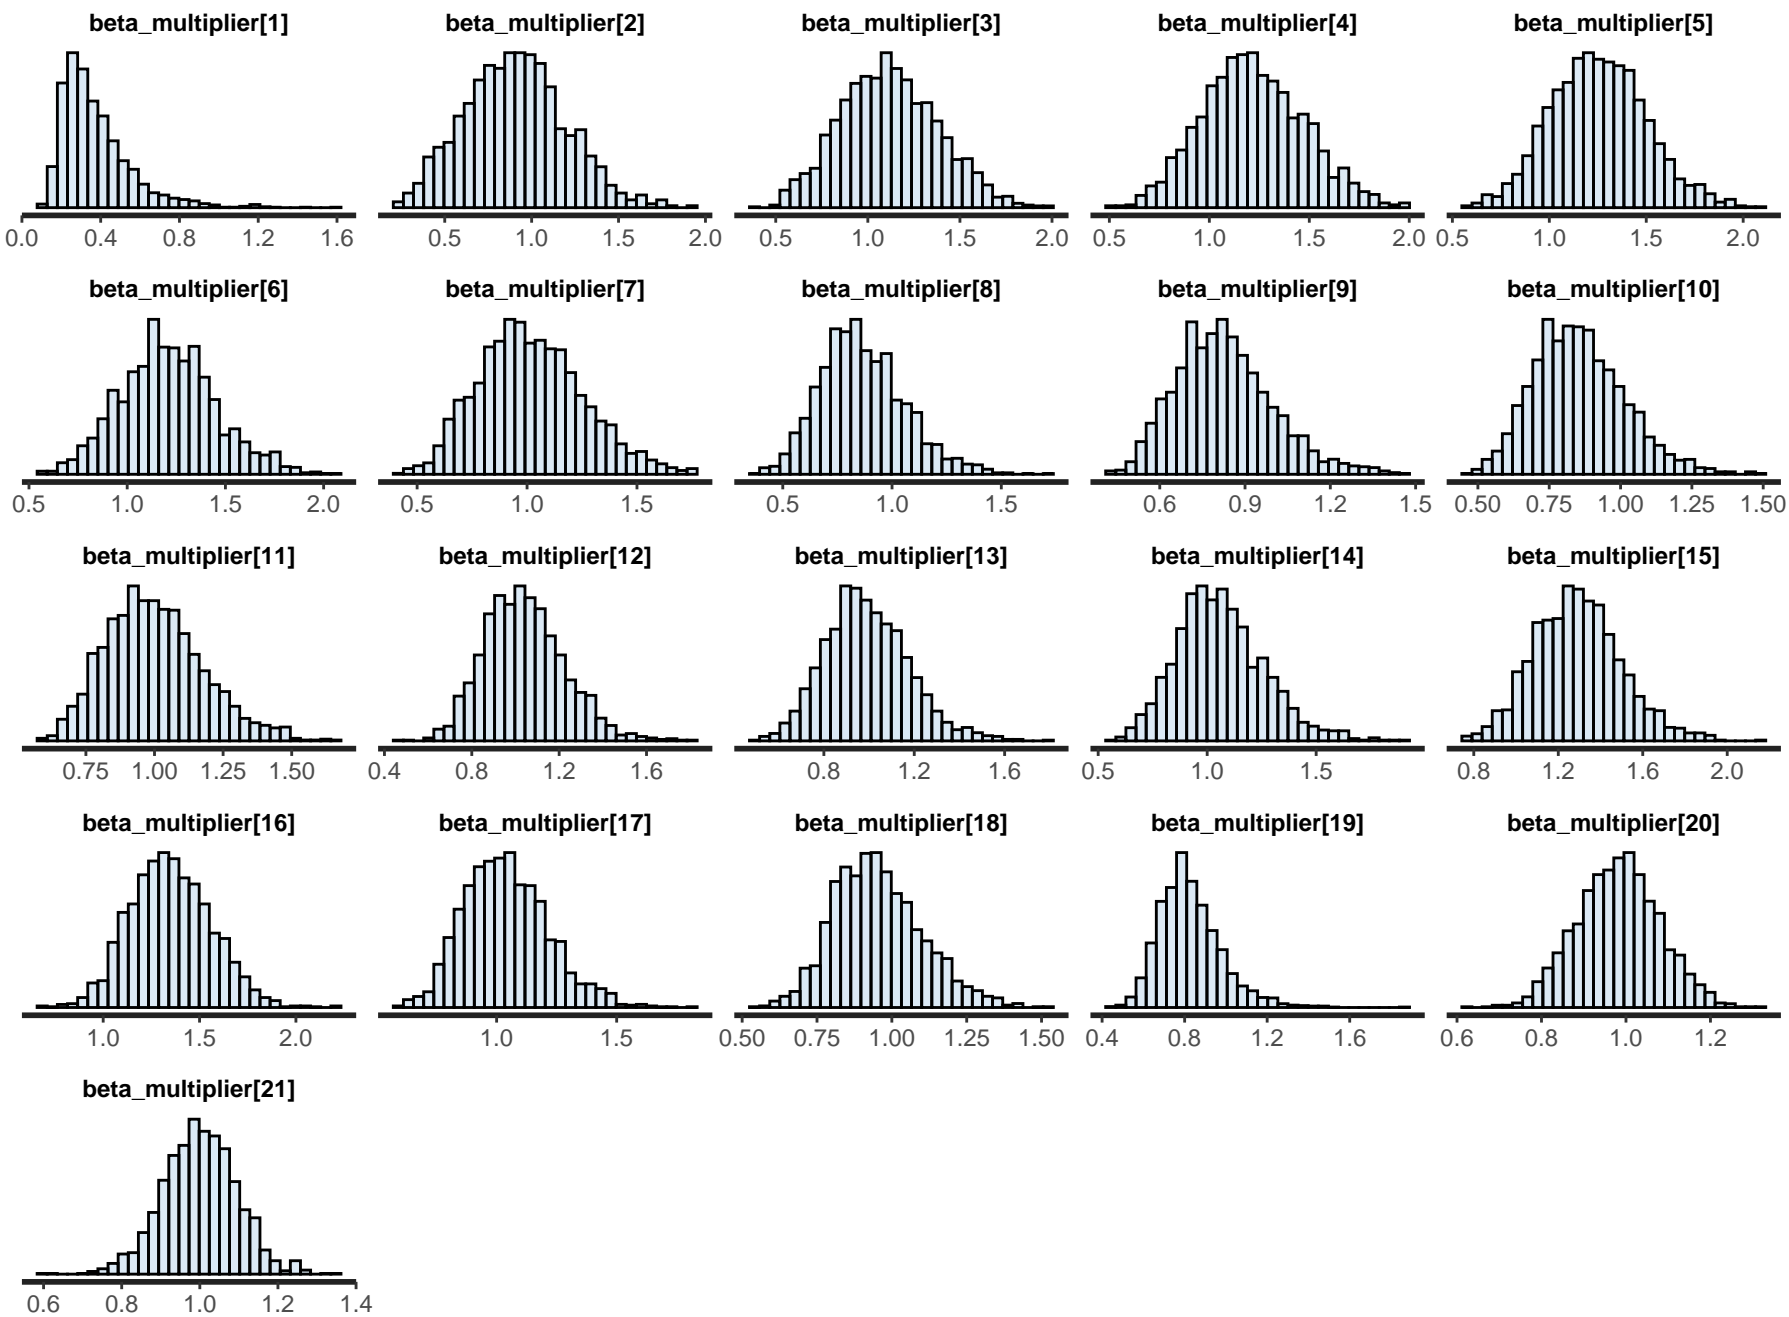 beta_multiplier[1] beta_multiplier[2] beta_multiplier[3] beta_multiplier[4] beta_multiplier[5]
0.0 0.4 0.8 1.2 1.6 0.5 1.0 1.5 2.0 0.5 1.0 1.5 2.0 0.5 1.0 1.5 2.0 0.5 1.0 1.5 2.0
beta_multiplier[6] beta_multiplier[7] beta_multiplier[8] beta_multiplier[9] beta_multiplier[10]
0.5 1.0 1.5 2.0 0.5 1.0 1.5 0.5 1.0 1.5 0.6 0.9 1.2 1.5 0.50 0.75 1.00 1.25 1.50
beta_multiplier[11] beta_multiplier[12] beta_multiplier[13] beta_multiplier[14] beta_multiplier[15]
0.75 1.00 1.25 1.50 0.4 0.8 1.2 1.6 0.8 1.2 1.6 0.5 1.0 1.5 0.8 1.2 1.6 2.0
beta_multiplier[16] beta_multiplier[17] beta_multiplier[18] beta_multiplier[19] beta_multiplier[20]
1.0 1.5 2.0 1.0 1.5 0.50 0.75 1.00 1.25 1.50 0.4 0.8 1.2 1.6 0.6 0.8 1.0 1.2
beta_multiplier[21]
0.6 0.8 1.0 1.2 1.4